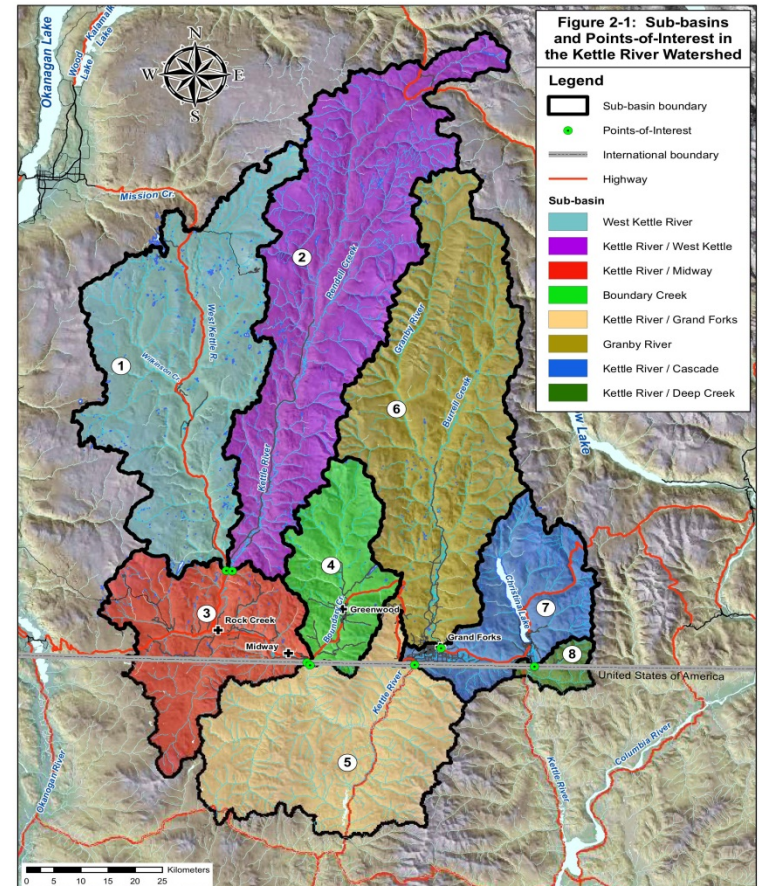 Figure 2-1: Sub-basins
and Points-of-Interest in
the Kettle River Watershed
Legend
Sub-basin boundary
Points-of-Interest
International boundary
Highway
Sub-basin
West Kettle River
Kettle River / West Kettle
Kettle River / Midway
Boundary Creek
Kettle River / Grand Forks
Granby River
Kettle River / Cascade
Kettle River / Deep Creek
N
W
E
S
Okanagan Lake
Wood
Lake
Kalamalk
Lake
Mission Cr.
1
West Kettle R.
Wilkinson Cr.
2
Rendell Creek
Kettle River
6
Granby River
Burrell Creek
w Lake
4
Boundary Cr.
Greenwood
3
Rock Creek
Midway
7
Christina Lake
Grand Forks
8
United States of America
Kettle River
5
Kettle River
Columbia River
Okanogan River
Kilometers
0 5 10 15 20 25